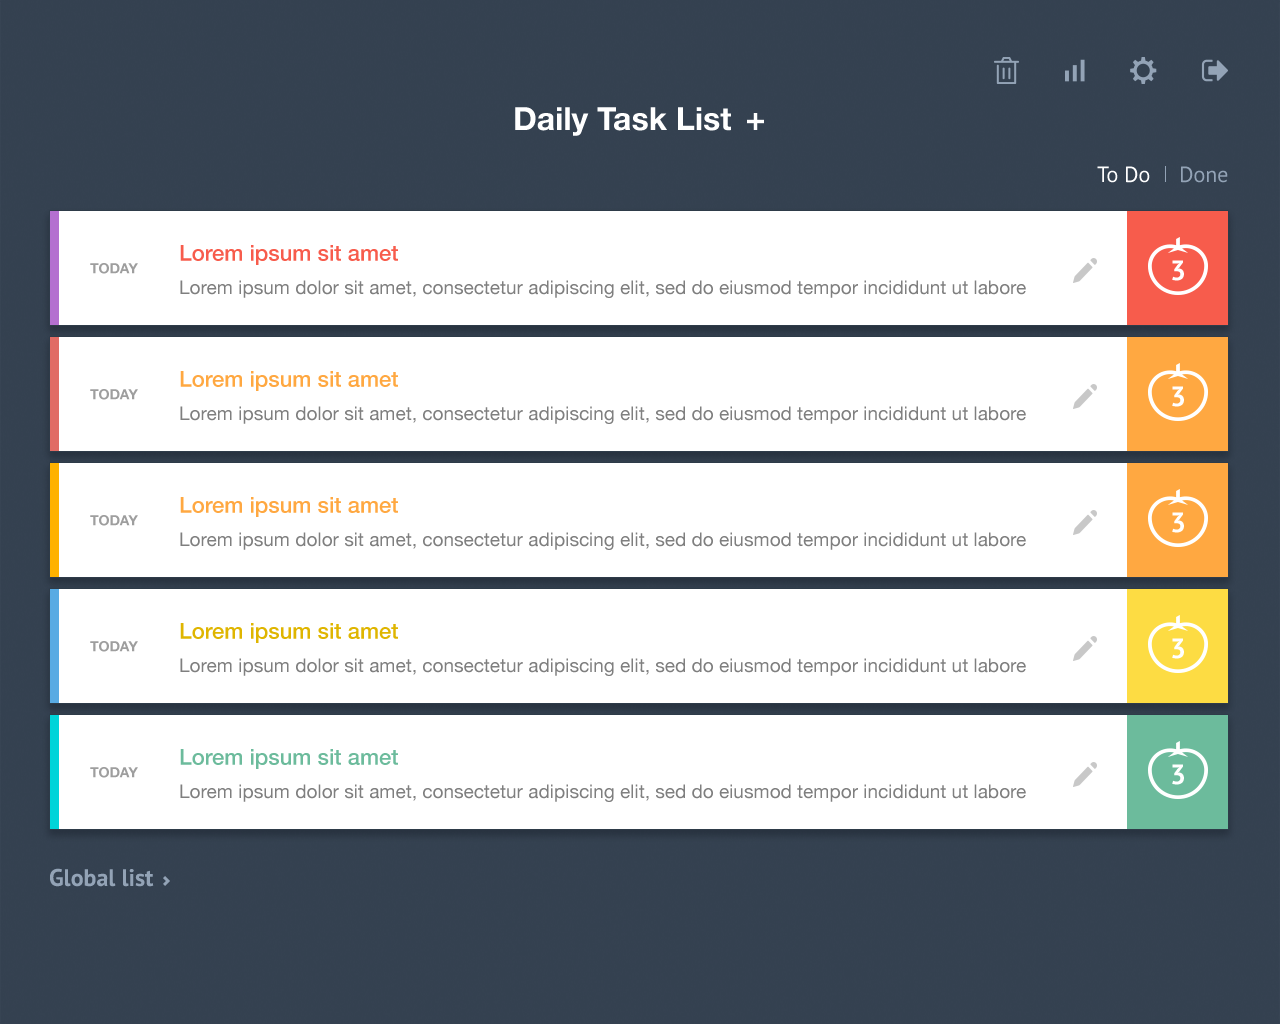 Daily Task List +
To Do | Done
TODAY
Lorem ipsum sit amet
Lorem ipsum dolor sit amet, consectetur adipiscing elit, sed do eiusmod tempor incididunt ut labore
3
TODAY
Lorem ipsum sit amet
Lorem ipsum dolor sit amet, consectetur adipiscing elit, sed do eiusmod tempor incididunt ut labore
3
TODAY
Lorem ipsum sit amet
Lorem ipsum dolor sit amet, consectetur adipiscing elit, sed do eiusmod tempor incididunt ut labore
3
TODAY
Lorem ipsum sit amet
Lorem ipsum dolor sit amet, consectetur adipiscing elit, sed do eiusmod tempor incididunt ut labore
3
TODAY
Lorem ipsum sit amet
Lorem ipsum dolor sit amet, consectetur adipiscing elit, sed do eiusmod tempor incididunt ut labore
3
Global list ›